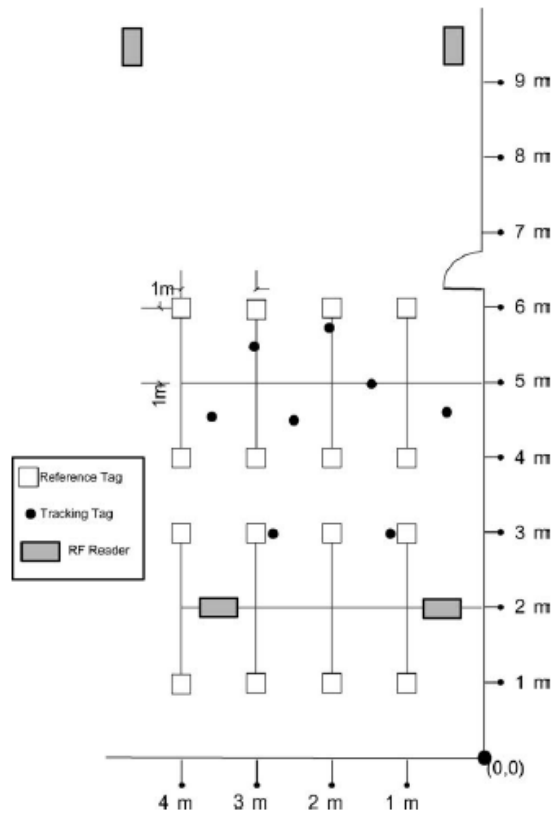 9 m
8 m
7 m
1m
6 m
1m
5 m
4 m
Reference Tag
Tracking Tag
RF Reader
3 m
2 m
1 m
(0,0)
4 m 3 m 2 m 1 m